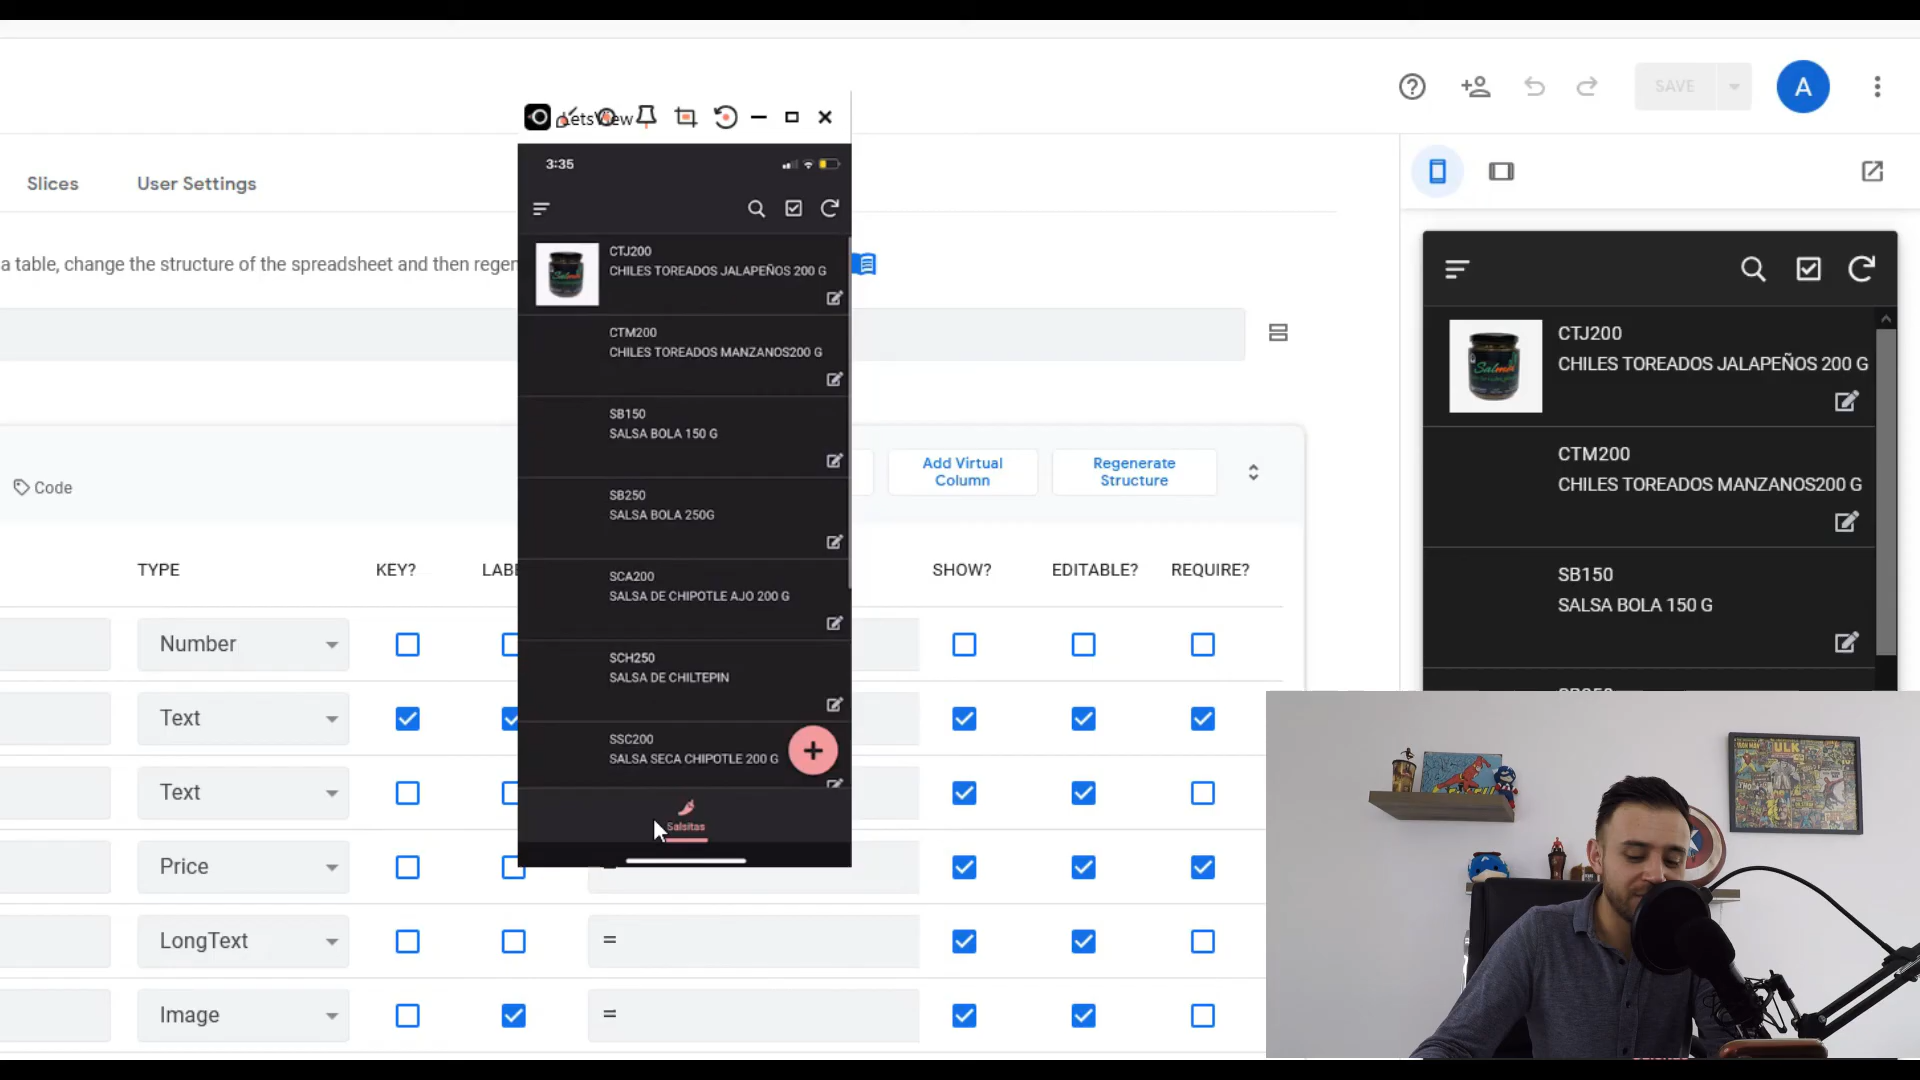 SAVE
A
LetsView
3:35
Slices
User Settings
a table, change the structure of the spreadsheet and then regen
CTJ200
CHILES TOREADOS JALAPEÑOS 200 G
CTM200
CHILES TOREADOS MANZANOS200 G
SB150
SALSA BOLA 150 G
SB250
SALSA BOLA 250G
SCA200
SALSA DE CHIPOTLE AJO 200 G
SCH250
SALSA DE CHILTEPIN
SSC200
SALSA SECA CHIPOTLE 200 G
Salsitas
Code
Add Virtual
Column
Regenerate
Structure
TYPE
KEY?
LABE
SHOW?
EDITABLE?
REQUIRE?
Number
Text
Text
Price
LongText
=
Image
=
CTJ200
CHILES TOREADOS JALAPEÑOS 200 G
CTM200
CHILES TOREADOS MANZANOS200 G
SB150
SALSA BOLA 150 G